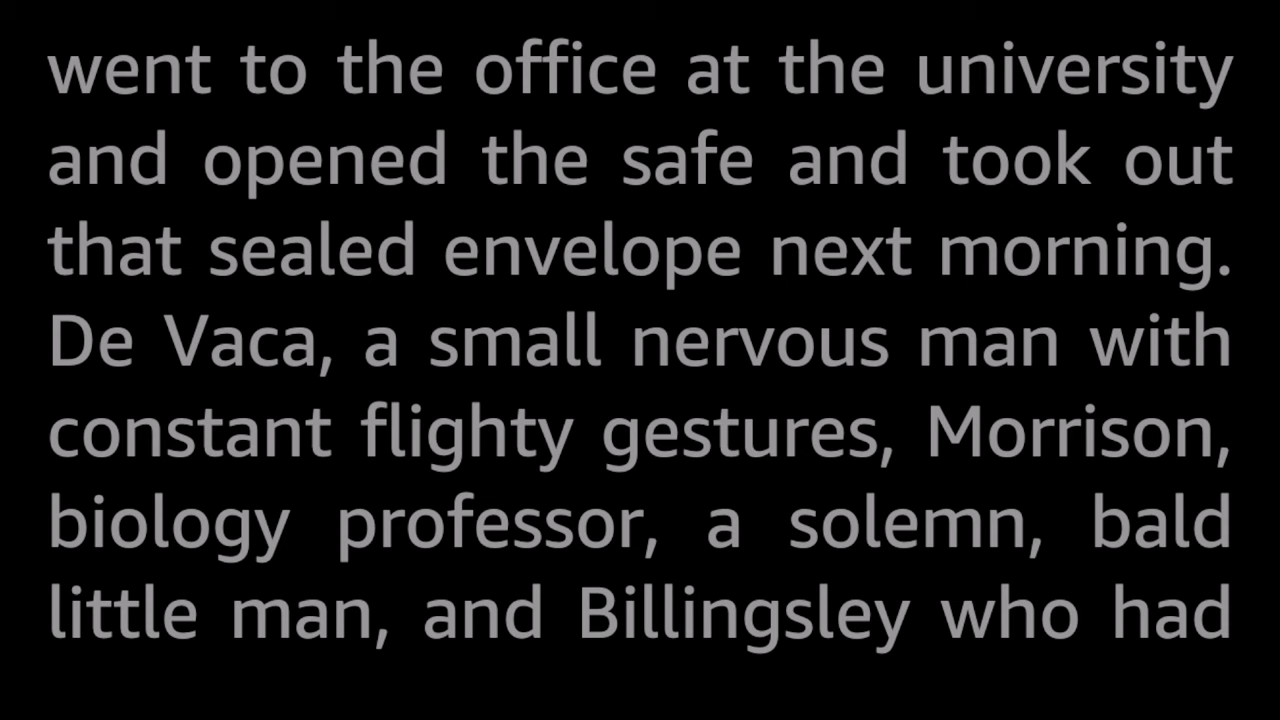 went to the office at the university
and opened the safe and took out
that sealed envelope next morning.
De Vaca, a small nervous man with
constant flighty gestures, Morrison,
biology professor, a solemn, bald
little man, and Billingsley who had